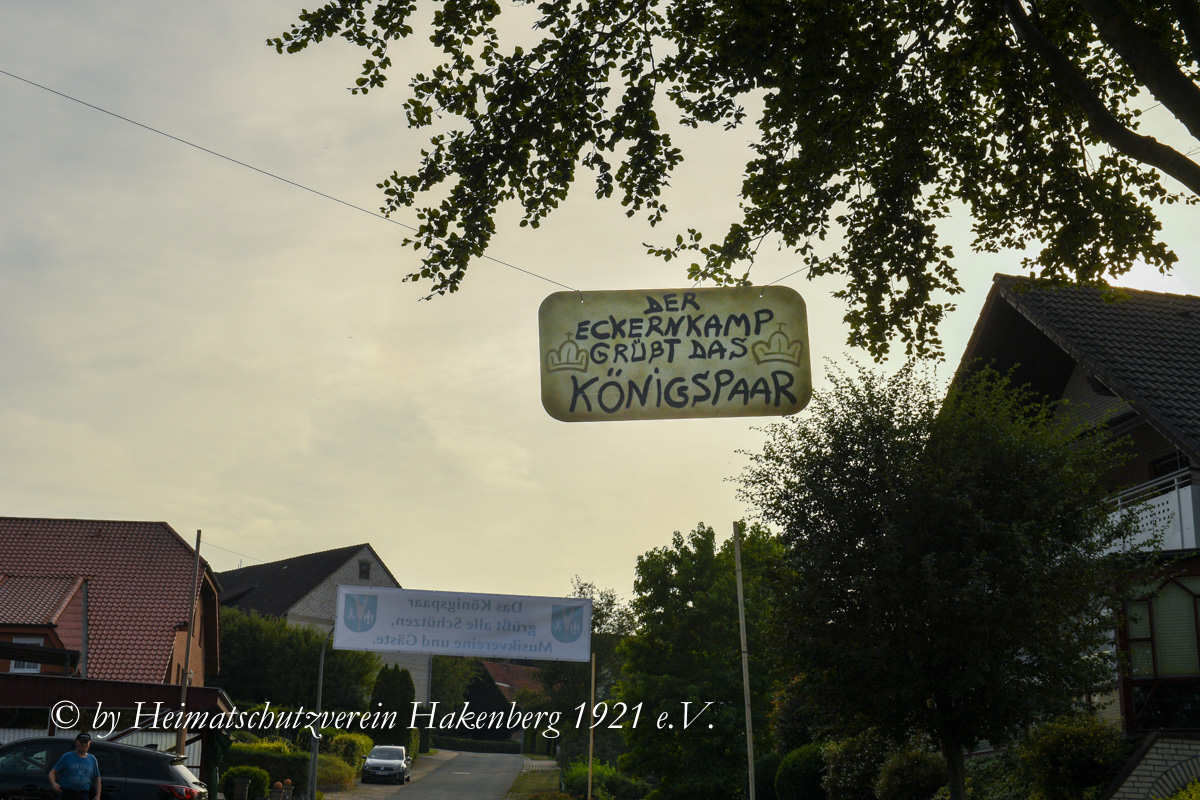 DER
ECKERNKAMP
GRÜßT DAS
KÖNiGSPAAR
Das Königspaar
grüßt alle Schützen,
Musikvereine und Gäste.
© by Heimatschutzverein Hakenberg 1921 e.V.